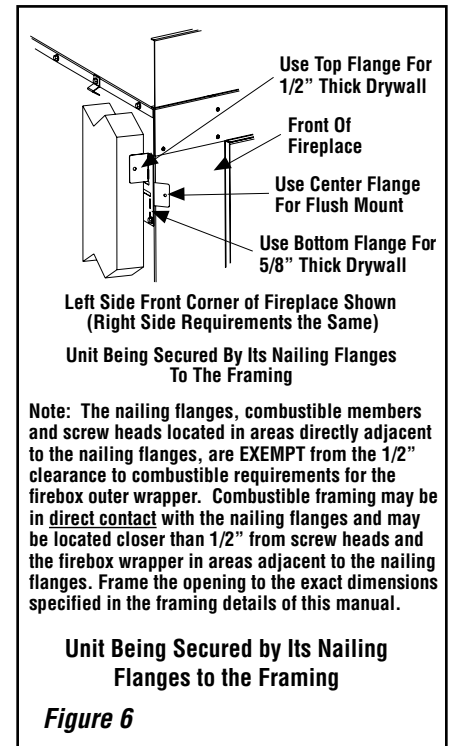 Use Top Flange For
1/2” Thick Drywall
Front Of
Fireplace
Use Center Flange
For Flush Mount
Use Bottom Flange For
5/8” Thick Drywall
Left Side Front Corner of Fireplace Shown
(Right Side Requirements the Same)
Unit Being Secured By Its Nailing Flanges
To The Framing
Note: The nailing flanges, combustible members
and screw heads located in areas directly adjacent
to the nailing flanges, are EXEMPT from the 1/2”
clearance to combustible requirements for the
firebox outer wrapper. Combustible framing may be
in direct contact with the nailing flanges and may
be located closer than 1/2” from screw heads and
the firebox wrapper in areas adjacent to the nailing
flanges. Frame the opening to the exact dimensions
specified in the framing details of this manual.
Unit Being Secured by Its Nailing
Flanges to the Framing
Figure 6